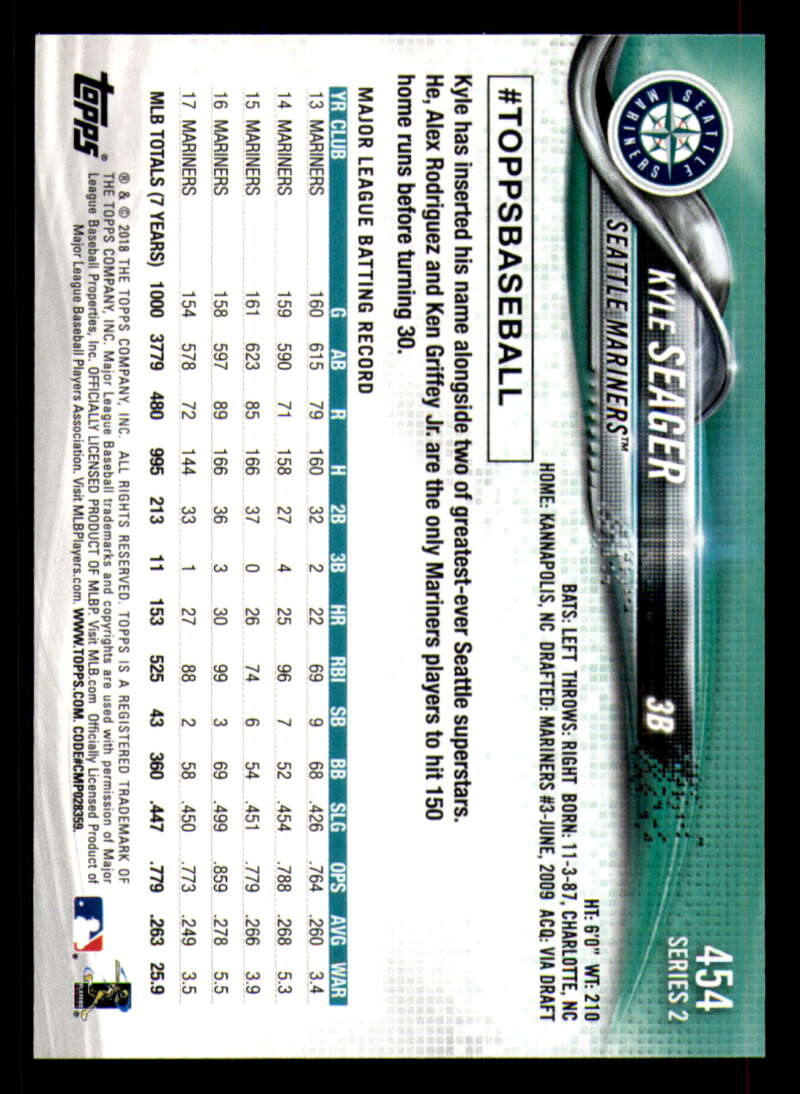 454
SERIES 2
SEATTLE MARINERS
KYLE SEAGER 3B
SEATTLE MARINERS™
HT: 6'0" WT: 210
BATS: LEFT THROWS: RIGHT BORN: 11-3-87, CHARLOTTE, NC
HOME: KANNAPOLIS, NC DRAFTED: MARINERS #3-JUNE, 2009 ACQ: VIA DRAFT
#TOPPSBASEBALL
Kyle has inserted his name alongside two of greatest-ever Seattle superstars.
He, Alex Rodriguez and Ken Griffey Jr. are the only Mariners players to hit 150
home runs before turning 30.
MAJOR LEAGUE BATTING RECORD
YR CLUB G AB R H 2B 3B HR RBI SB BB SLG OPS AVG WAR
13 MARINERS 160 615 79 160 32 2 22 69 9 68 .426 .764 .260 3.4
14 MARINERS 159 590 71 158 27 4 25 96 7 52 .454 .788 .268 5.3
15 MARINERS 161 623 85 166 37 0 26 74 6 54 .451 .779 .266 3.9
16 MARINERS 158 597 89 166 36 3 30 99 3 69 .499 .859 .278 5.5
17 MARINERS 154 578 72 144 33 1 27 88 2 58 .450 .773 .249 3.5
MLB TOTALS (7 YEARS) 1000 3779 480 995 213 11 153 525 43 360 .447 .779 .263 25.9
topps®
® & © 2018 THE TOPPS COMPANY, INC. ALL RIGHTS RESERVED. TOPPS IS A REGISTERED TRADEMARK OF
THE TOPPS COMPANY, INC. Major League Baseball trademarks and copyrights are used with permission of Major
League Baseball Properties, Inc. OFFICIALLY LICENSED PRODUCT OF MLBP. Visit MLB.com Officially Licensed Product of
Major League Baseball Players Association. Visit MLBPlayers.com. WWW.TOPPS.COM. CODE#CMP028359.